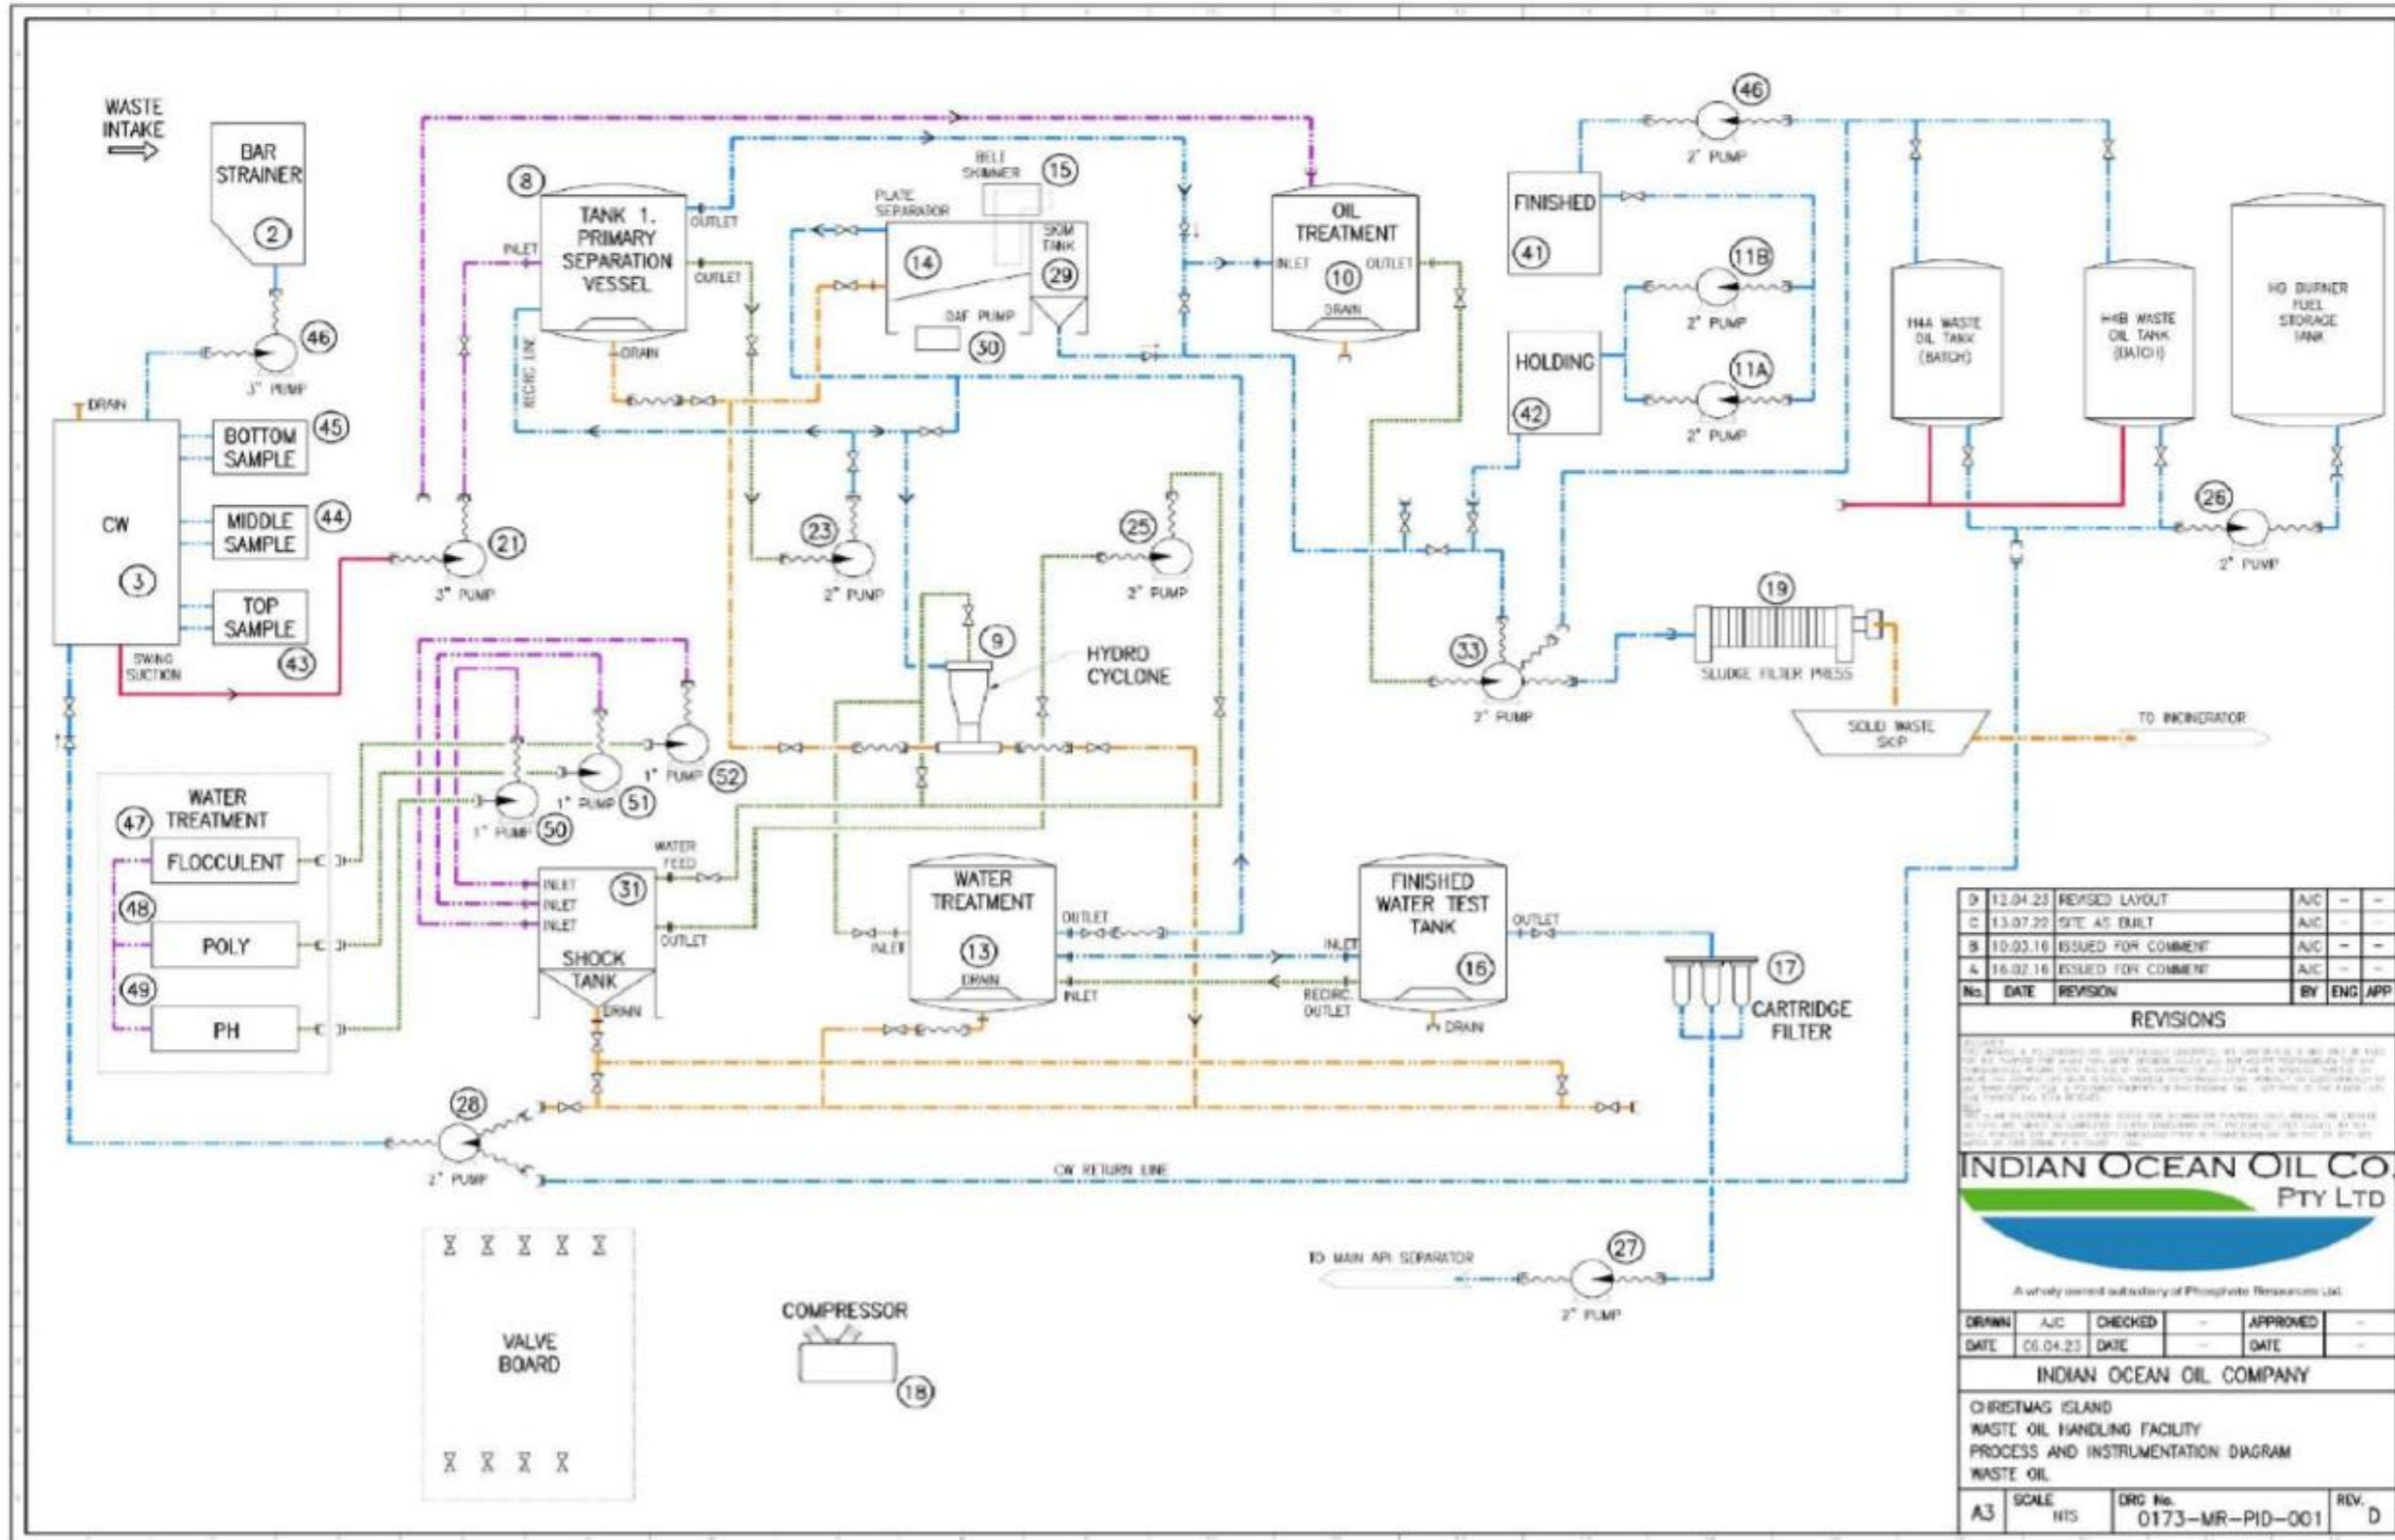 WASTE
INTAKE
BAR
STRAINER
2
46
3" PUMP
DRAIN
BOTTOM
SAMPLE
45
MIDDLE
SAMPLE
44
TOP
SAMPLE
43
CW
3
SWING
SUCTION
21
3" PUMP
8
TANK 1.
PRIMARY
SEPARATION
VESSEL
INLET
OUTLET
OUTLET
DRAIN
RECIRC LINE
PLATE
SEPARATOR
BELT
SKIMMER
15
14
SKIM
TANK
29
DAF PUMP
30
OIL
TREATMENT
INLET
10
OUTLET
DRAIN
23
2" PUMP
25
2" PUMP
9
HYDRO
CYCLONE
46
2" PUMP
FINISHED
41
11B
2" PUMP
HOLDING
42
11A
2" PUMP
H4A WASTE
OIL TANK
(BATCH)
H4B WASTE
OIL TANK
(BATCH)
BURNER
FUEL
STORAGE
TANK
26
2" PUMP
33
2" PUMP
19
SLUDGE FILTER PRESS
SOLID WASTE
SKIP
TO INCINERATOR
WATER
TREATMENT
47
FLOCCULENT
48
POLY
49
PH
1" PUMP 52
1" PUMP 51
1" PUMP 50
WATER
FEED
INLET
INLET
INLET
31
OUTLET
SHOCK
TANK
DRAIN
WATER
TREATMENT
OUTLET
INLET
13
DRAIN
INLET
FINISHED
WATER TEST
TANK
INLET
16
OUTLET
RECIRC.
OUTLET
DRAIN
17
CARTRIDGE
FILTER
28
2" PUMP
CW RETURN LINE
TO MAIN API SEPARATOR
27
2" PUMP
VALVE
BOARD
COMPRESSOR
18
D 12.04.23 REVISED LAYOUT AJC - -
C 13.07.22 SITE AS BUILT AJC - -
B 10.03.16 ISSUED FOR COMMENT AJC - -
A 16.02.16 ISSUED FOR COMMENT AJC - -
No. DATE REVISION BY ENG APP
REVISIONS
INDIAN OCEAN OIL CO.
PTY LTD
A wholly owned subsidiary of Phosphate Resources Ltd.
DRAWN AJC CHECKED - APPROVED -
DATE 06.04.23 DATE - DATE -
INDIAN OCEAN OIL COMPANY
CHRISTMAS ISLAND
WASTE OIL HANDLING FACILITY
PROCESS AND INSTRUMENTATION DIAGRAM
WASTE OIL
A3 SCALE NTS DRG No. 0173-MR-PID-001 REV. D